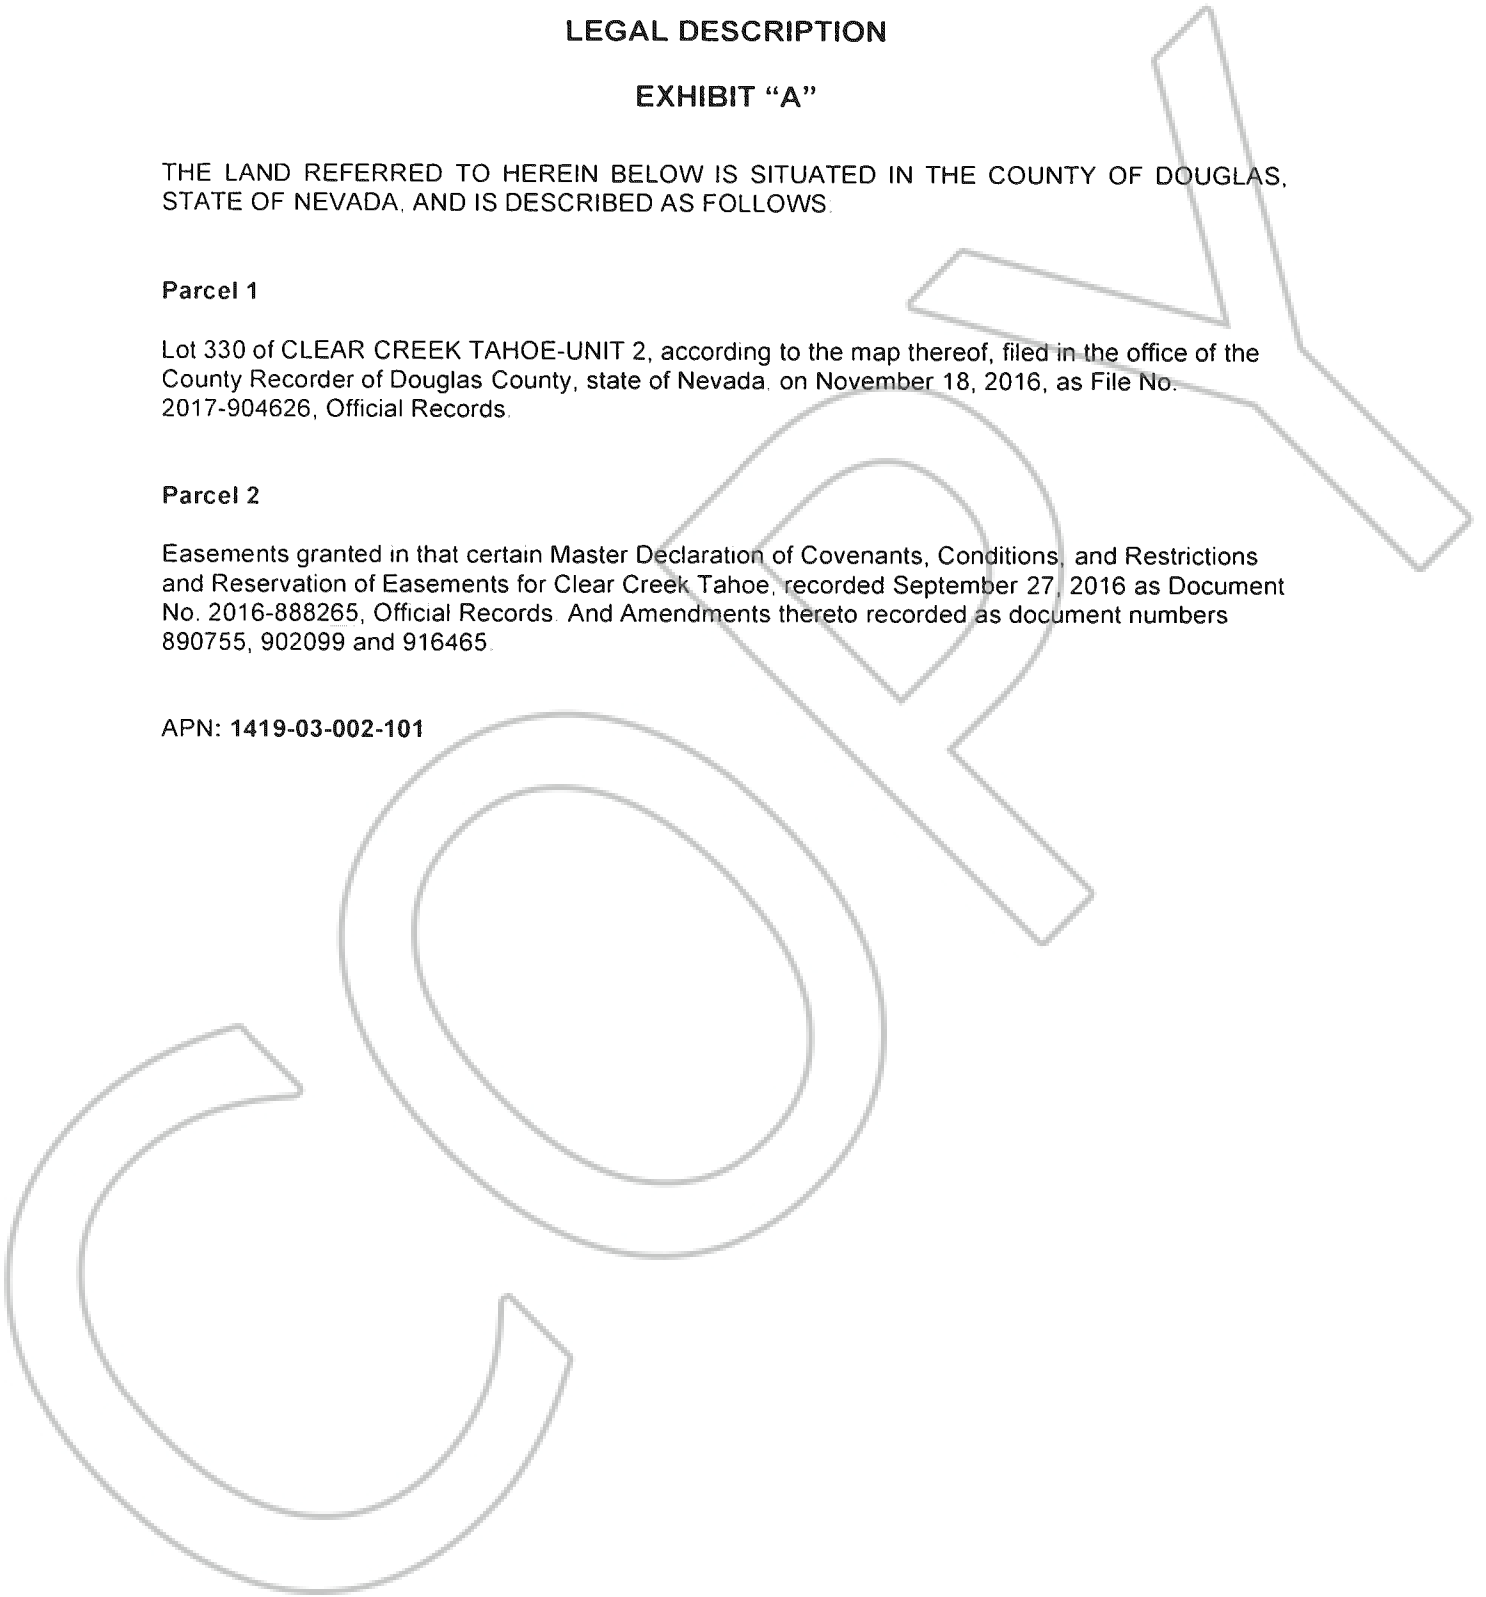 LEGAL DESCRIPTION
EXHIBIT “A”
THE LAND REFERRED TO HEREIN BELOW IS SITUATED IN THE COUNTY OF DOUGLAS,
STATE OF NEVADA, AND IS DESCRIBED AS FOLLOWS:
Parcel 1
Lot 330 of CLEAR CREEK TAHOE-UNIT 2, according to the map thereof, filed in the office of the
County Recorder of Douglas County, state of Nevada, on November 18, 2016, as File No.
2017-904626, Official Records.
Parcel 2
Easements granted in that certain Master Declaration of Covenants, Conditions, and Restrictions
and Reservation of Easements for Clear Creek Tahoe, recorded September 27, 2016 as Document
No. 2016-888265, Official Records. And Amendments thereto recorded as document numbers
890755, 902099 and 916465.
APN: 1419-03-002-101
COPY